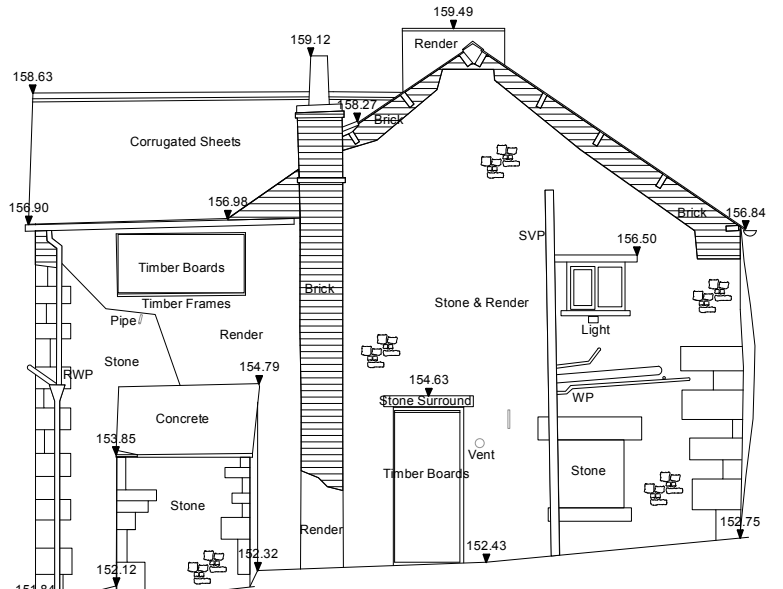 159.49
Render
159.12
158.63
158.27
Brick
Corrugated Sheets
156.90
156.98
Brick
156.84
SVP
156.50
Timber Boards
Timber Frames
Brick
Stone & Render
Pipe
Light
Render
Stone
RWP
154.79
154.63
WP
Stone Surround
Concrete
153.85
Vent
Timber Boards
Stone
Stone
Render
152.75
152.43
152.32
152.12
151.84